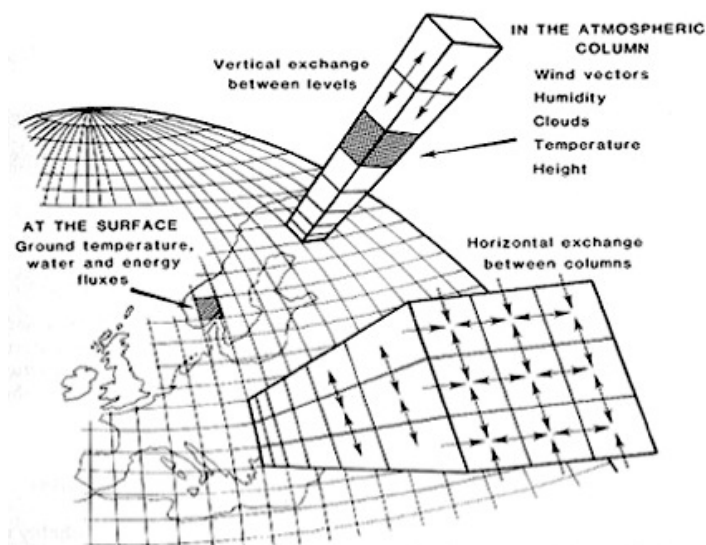 IN THE ATMOSPHERIC
COLUMN
Wind vectors
Humidity
Clouds
Temperature
Height
Vertical exchange
between levels
AT THE SURFACE
Ground temperature,
water and energy
fluxes
Horizontal exchange
between columns